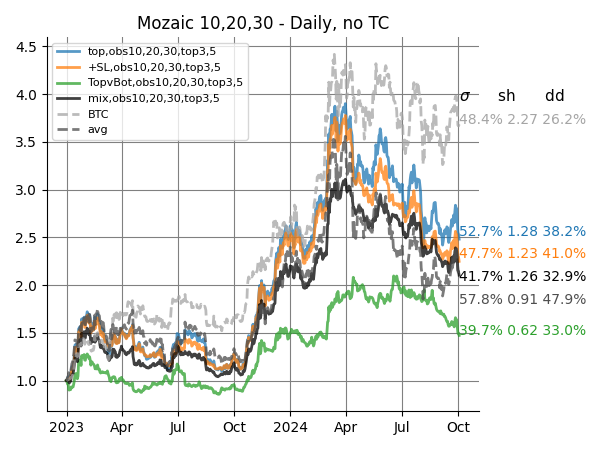 Mozaic 10,20,30 - Daily, no TC
top,obs10,20,30,top3,5
+SL,obs10,20,30,top3,5
TopvBot,obs10,20,30,top3,5
mix,obs10,20,30,top3,5
BTC
avg
4.5
4.0
3.5
3.0
2.5
2.0
1.5
1.0
σ sh dd
48.4% 2.27 26.2%
52.7% 1.28 38.2%
47.7% 1.23 41.0%
41.7% 1.26 32.9%
57.8% 0.91 47.9%
39.7% 0.62 33.0%
2023 Apr Jul Oct 2024 Apr Jul Oct